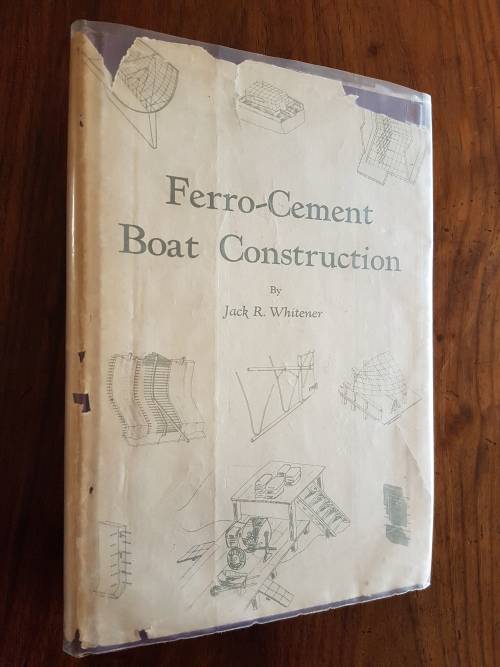 Ferro-Cement
Boat Construction
By
Jack R. Whitener